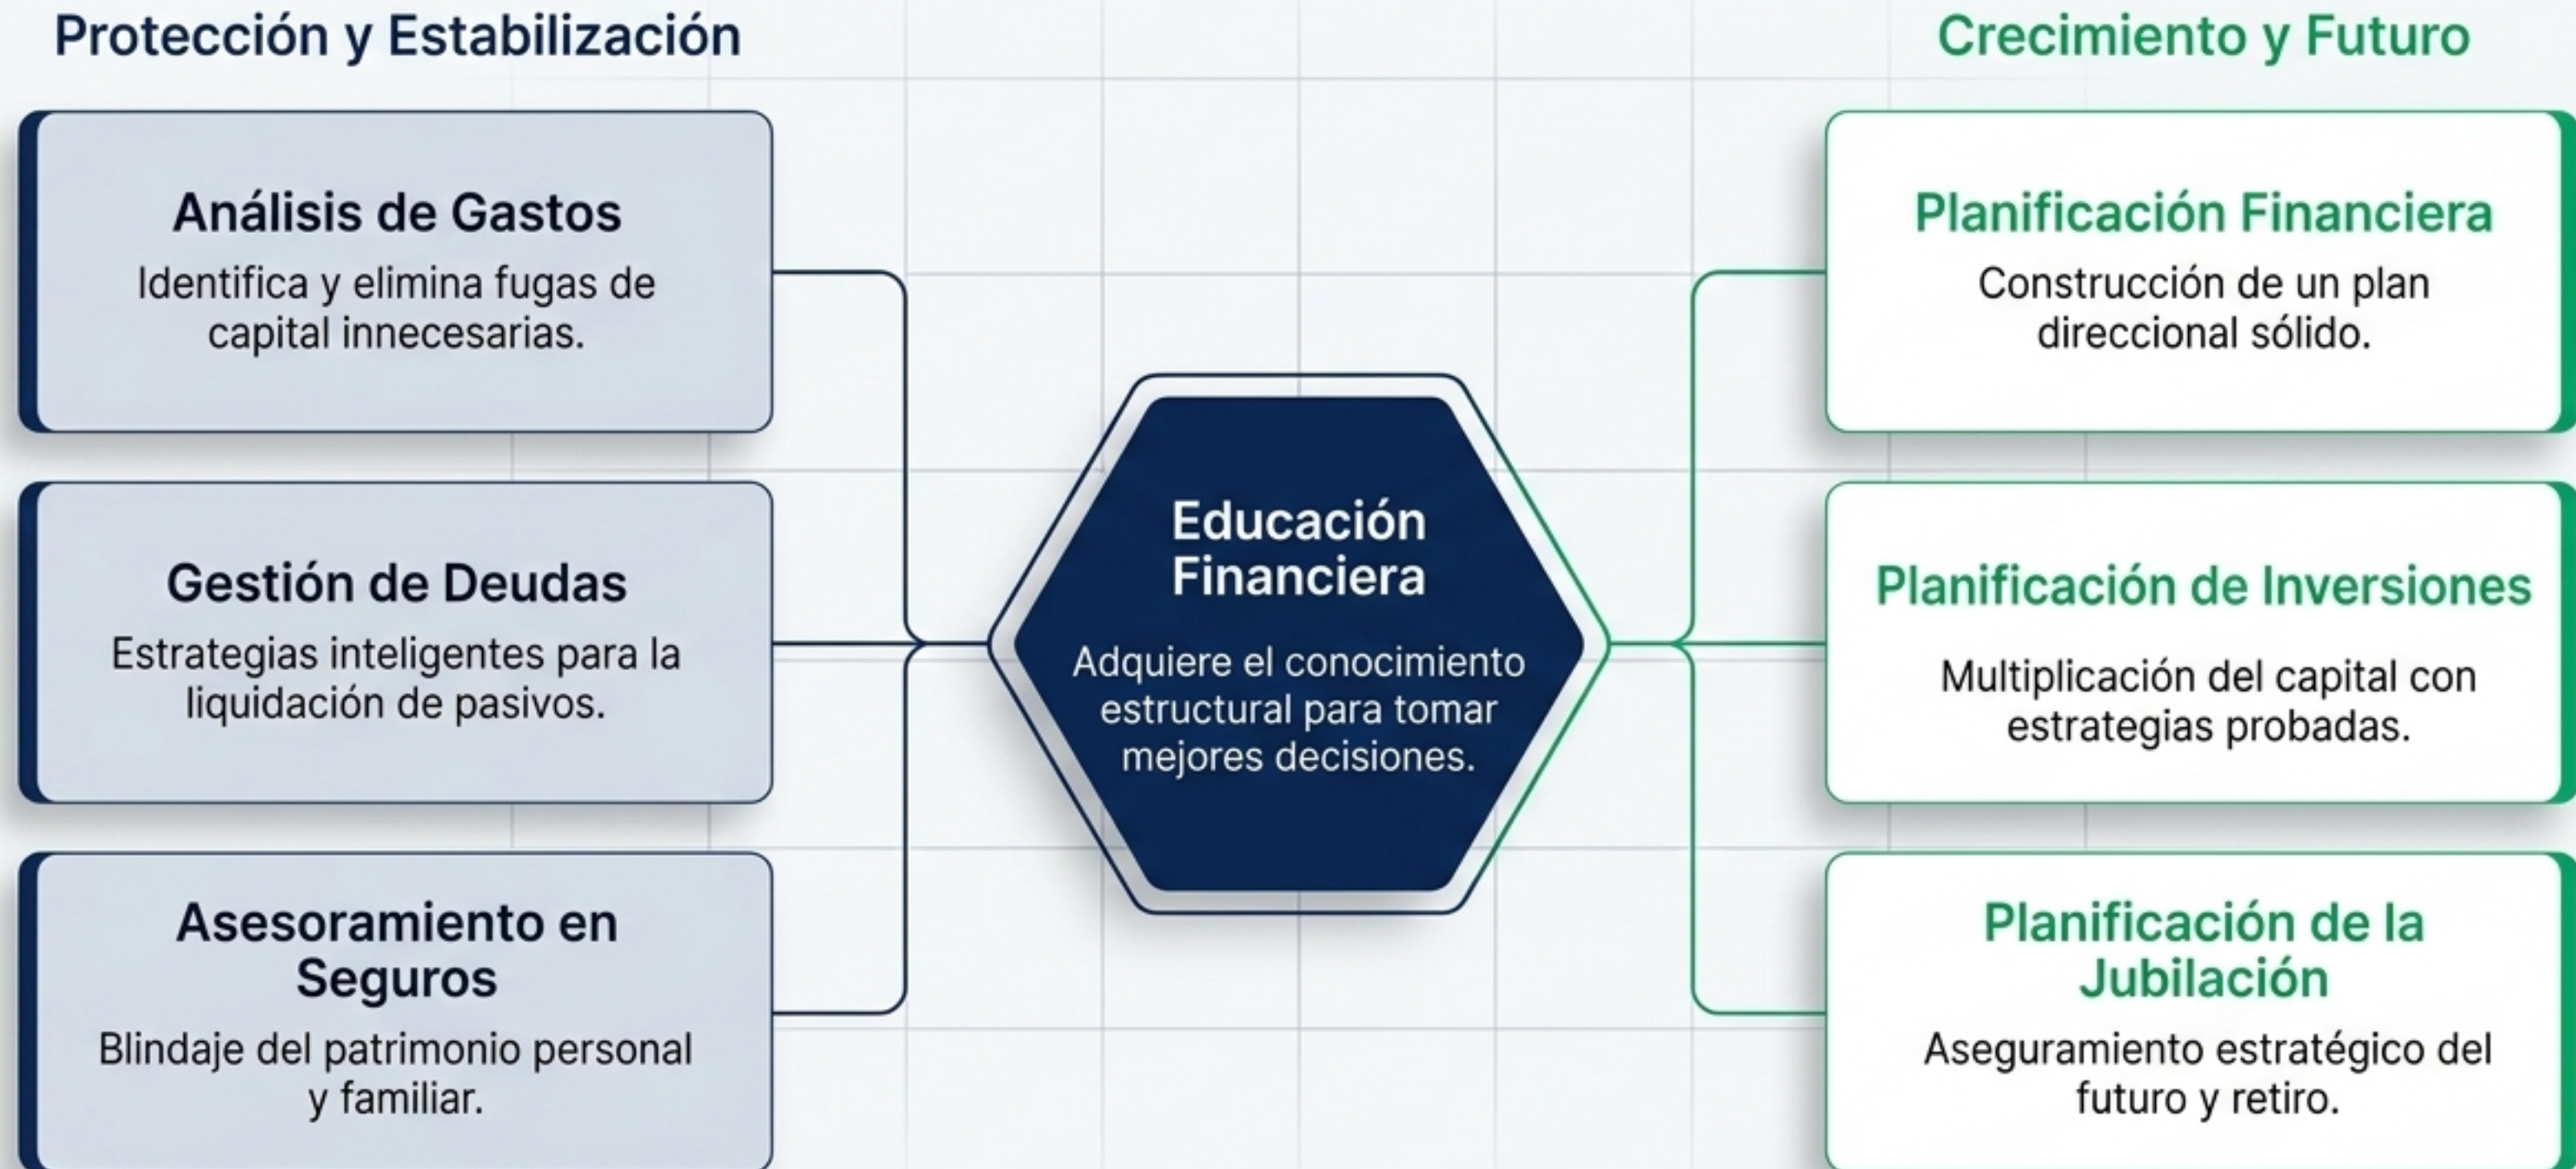 Protección y Estabilización
Análisis de Gastos
Identifica y elimina fugas de
capital innecesarias.
Gestión de Deudas
Estrategias inteligentes para la
liquidación de pasivos.
Asesoramiento en
Seguros
Blindaje del patrimonio personal
y familiar.
Educación
Financiera
Adquiere el conocimiento
estructural para tomar
mejores decisiones.
Crecimiento y Futuro
Planificación Financiera
Construcción de un plan
direccional sólido.
Planificación de Inversiones
Multiplicación del capital con
estrategias probadas.
Planificación de la
Jubilación
Aseguramiento estratégico del
futuro y retiro.